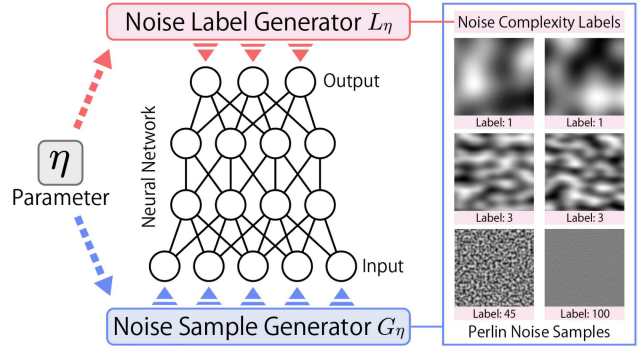 Noise Label Generator Lη
Noise Complexity Labels
Output
Label: 1
Label: 1
Neural Network
η
Parameter
Label: 3
Label: 3
Input
Label: 45
Label: 100
Noise Sample Generator Gη
Perlin Noise Samples